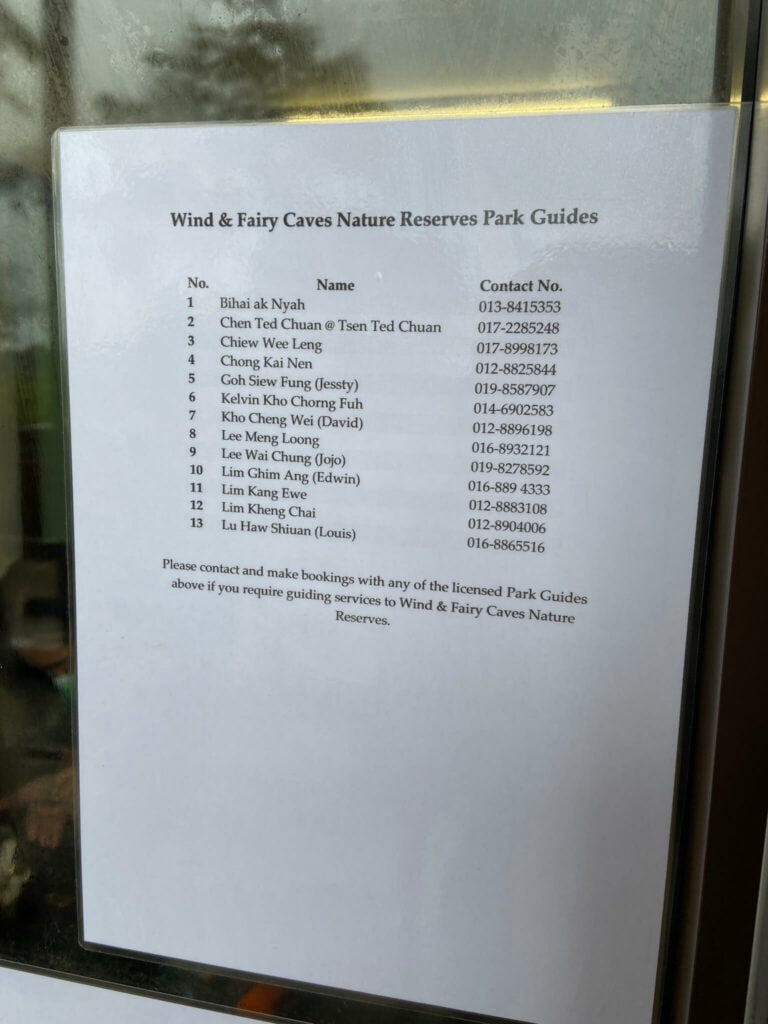 Wind & Fairy Caves Nature Reserves Park Guides
No. Name Contact No.
1 Bihai ak Nyah 013-8415353
2 Chen Ted Chuan @ Tsen Ted Chuan 017-2285248
3 Chiew Wee Leng 017-8998173
4 Chong Kai Nen 012-8825844
5 Goh Siew Fung (Jessty) 019-8587907
6 Kelvin Kho Chorng Fuh 014-6902583
7 Kho Cheng Wei (David) 012-8896198
8 Lee Meng Loong 016-8932121
9 Lee Wai Chung (Jojo) 019-8278592
10 Lim Ghim Ang (Edwin) 016-889 4333
11 Lim Kang Ewe 012-8883108
12 Lim Kheng Chai 012-8904006
13 Lu Haw Shiuan (Louis) 016-8865516
Please contact and make bookings with any of the licensed Park Guides
above if you require guiding services to Wind & Fairy Caves Nature
Reserves.